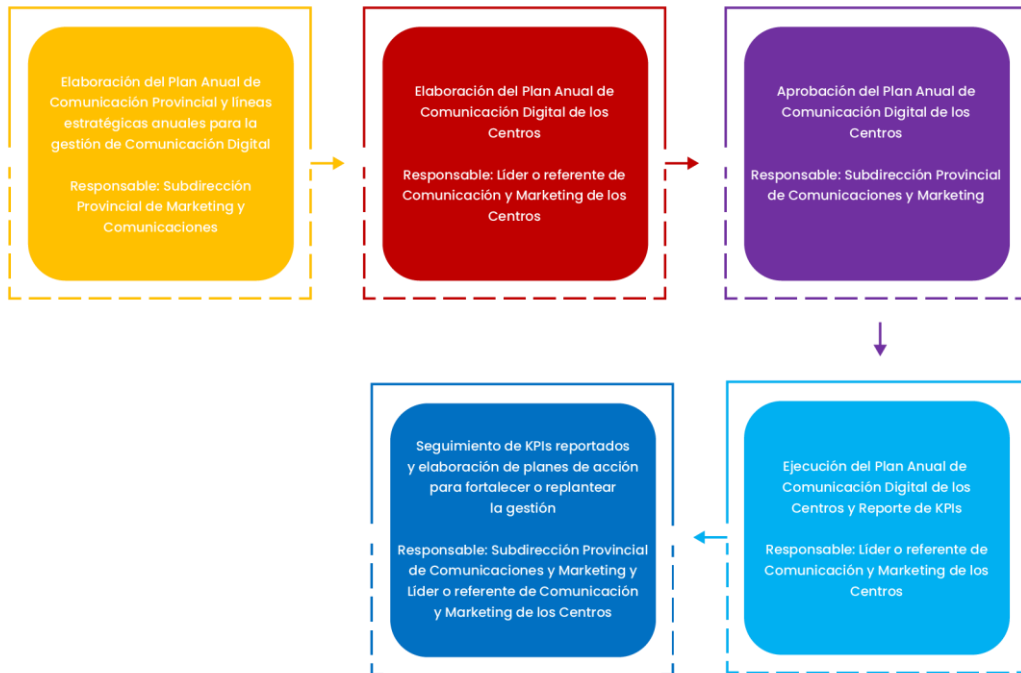 Elaboración del Plan Anual de
Comunicación Provincial y líneas
estratégicas anuales para la
gestión de Comunicación Digital
Responsable: Subdirección
Provincial de Marketing y
Comunicaciones
Elaboración del Plan Anual de
Comunicación Digital de los
Centros
Responsable: Líder o referente de
Comunicación y Marketing de los
Centros
Aprobación del Plan Anual de
Comunicación Digital de los
Centros
Responsable: Subdirección Provincial
de Comunicaciones y Marketing
Ejecución del Plan Anual de
Comunicación Digital de los
Centros y Reporte de KPIs
Responsable: Líder o referente de
Comunicación y Marketing de los
Centros
Seguimiento de KPIs reportados
y elaboración de planes de acción
para fortalecer o replantear
la gestión
Responsable: Subdirección Provincial
de Comunicaciones y Marketing y
Líder o referente de Comunicación
y Marketing de los Centros